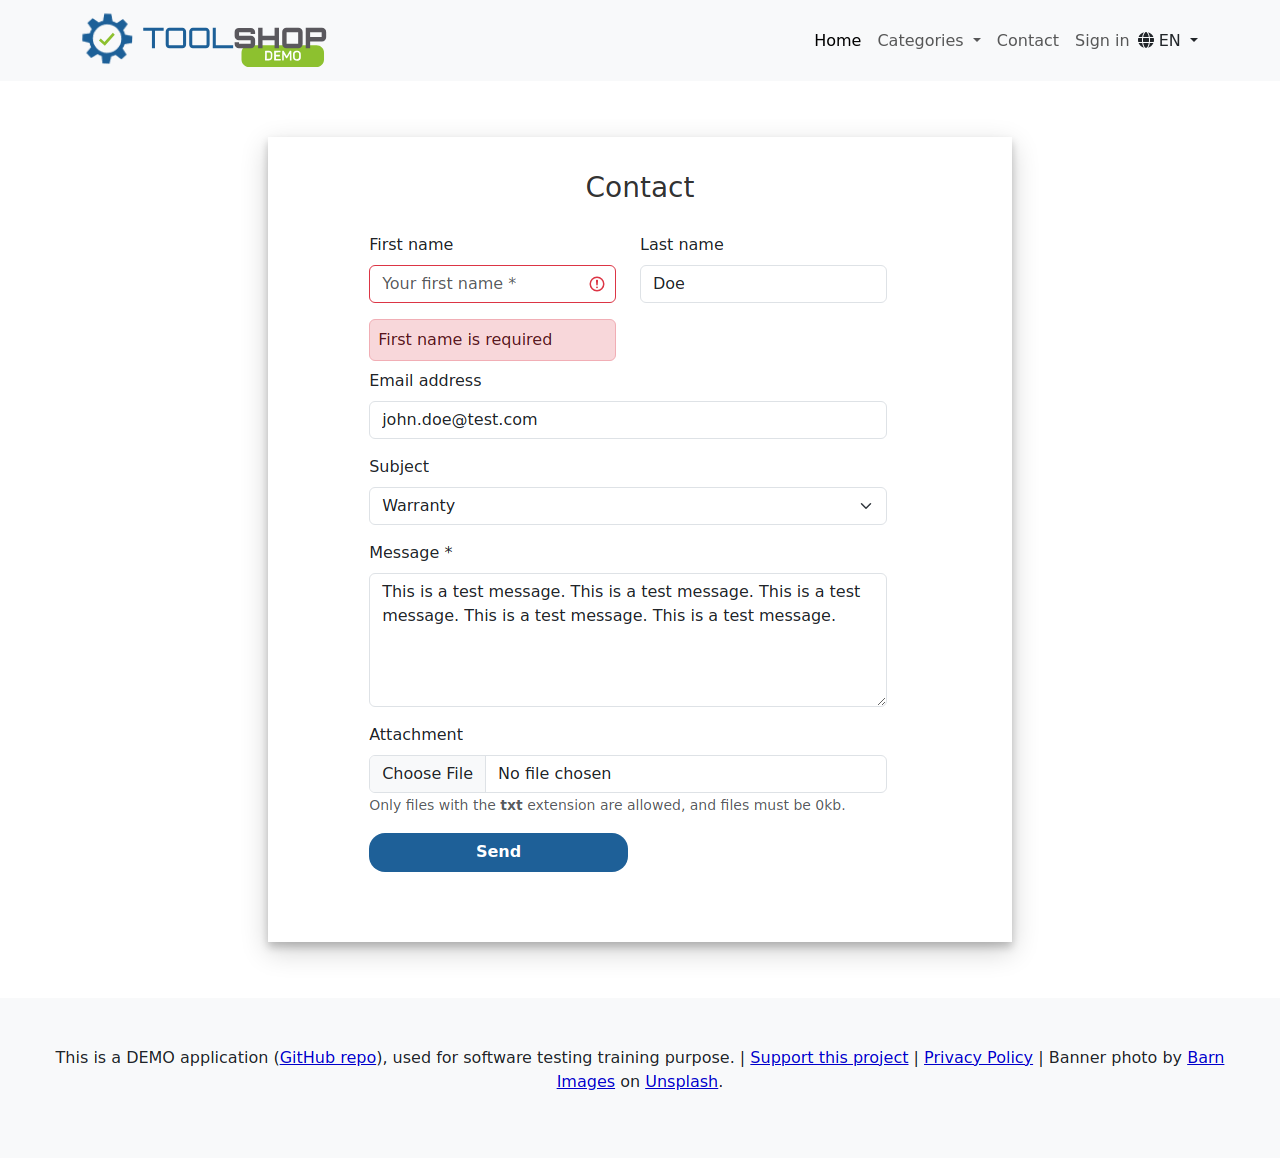 TOOLSHOP
DEMO
Home Categories Contact Sign in EN
Contact
First name Last name
Your first name * Doe
First name is required
Email address
john.doe@test.com
Subject
Warranty
Message *
This is a test message. This is a test message. This is a test
message. This is a test message. This is a test message.
Attachment
Choose File No file chosen
Only files with the txt extension are allowed, and files must be 0kb.
Send
This is a DEMO application (GitHub repo), used for software testing training purpose. | Support this project | Privacy Policy | Banner photo by Barn
Images on Unsplash.